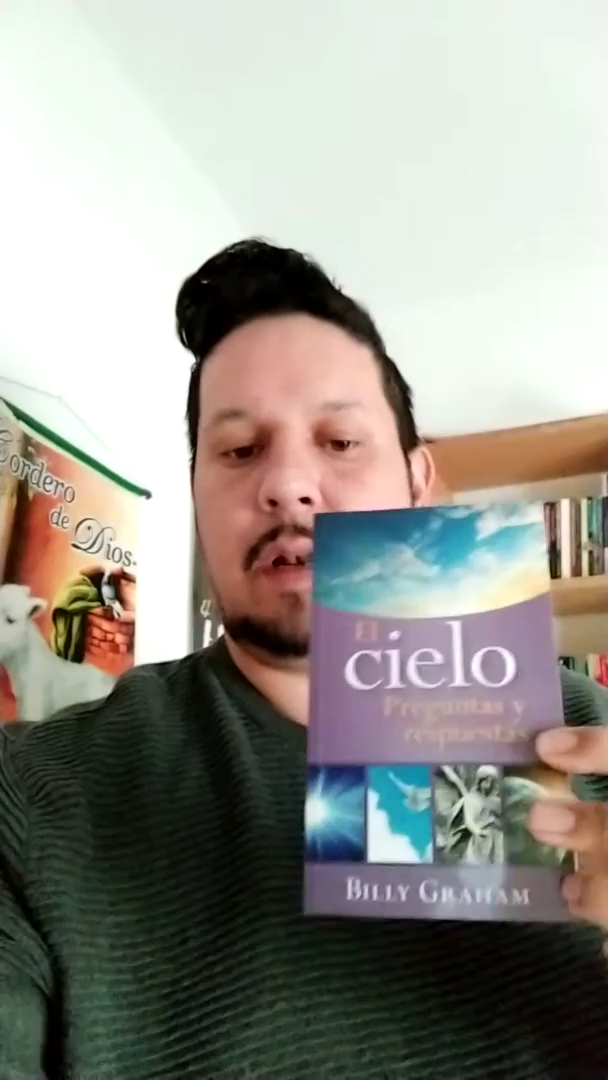 Cordero
de Dios
El
cielo
Preguntas y
respuestas
BILLY GRAHAM